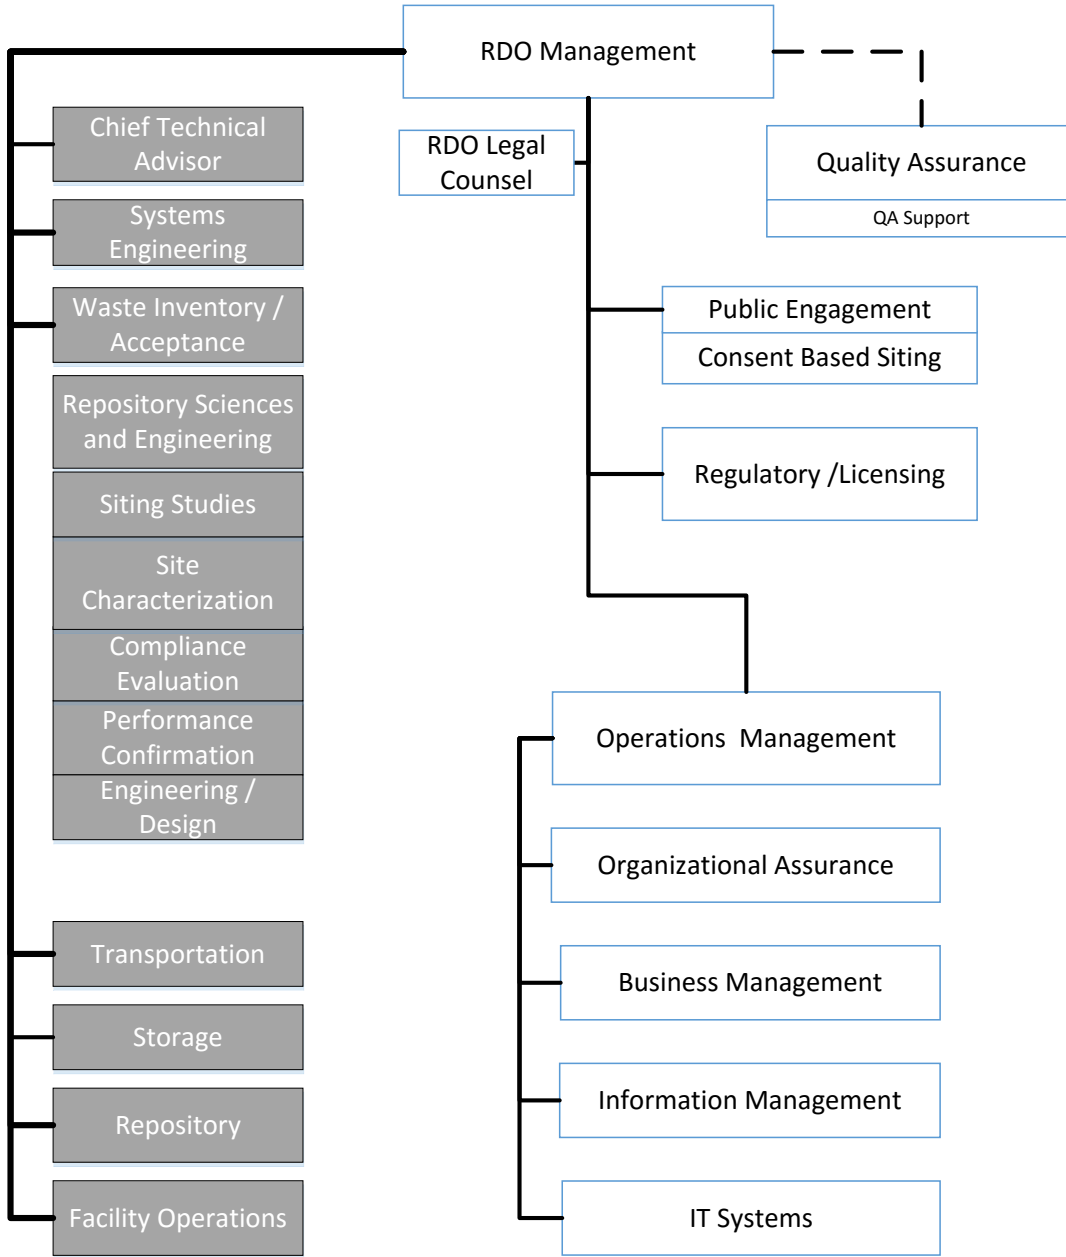 RDO Management
Chief Technical
Advisor
Systems
Engineering
Waste Inventory /
Acceptance
Repository Sciences
and Engineering
Siting Studies
Site
Characterization
Compliance
Evaluation
Performance
Confirmation
Engineering /
Design
Transportation
Storage
Repository
Facility Operations
RDO Legal
Counsel
Quality Assurance
QA Support
Public Engagement
Consent Based Siting
Regulatory /Licensing
Operations  Management
Organizational Assurance
Business Management
Information Management
IT Systems